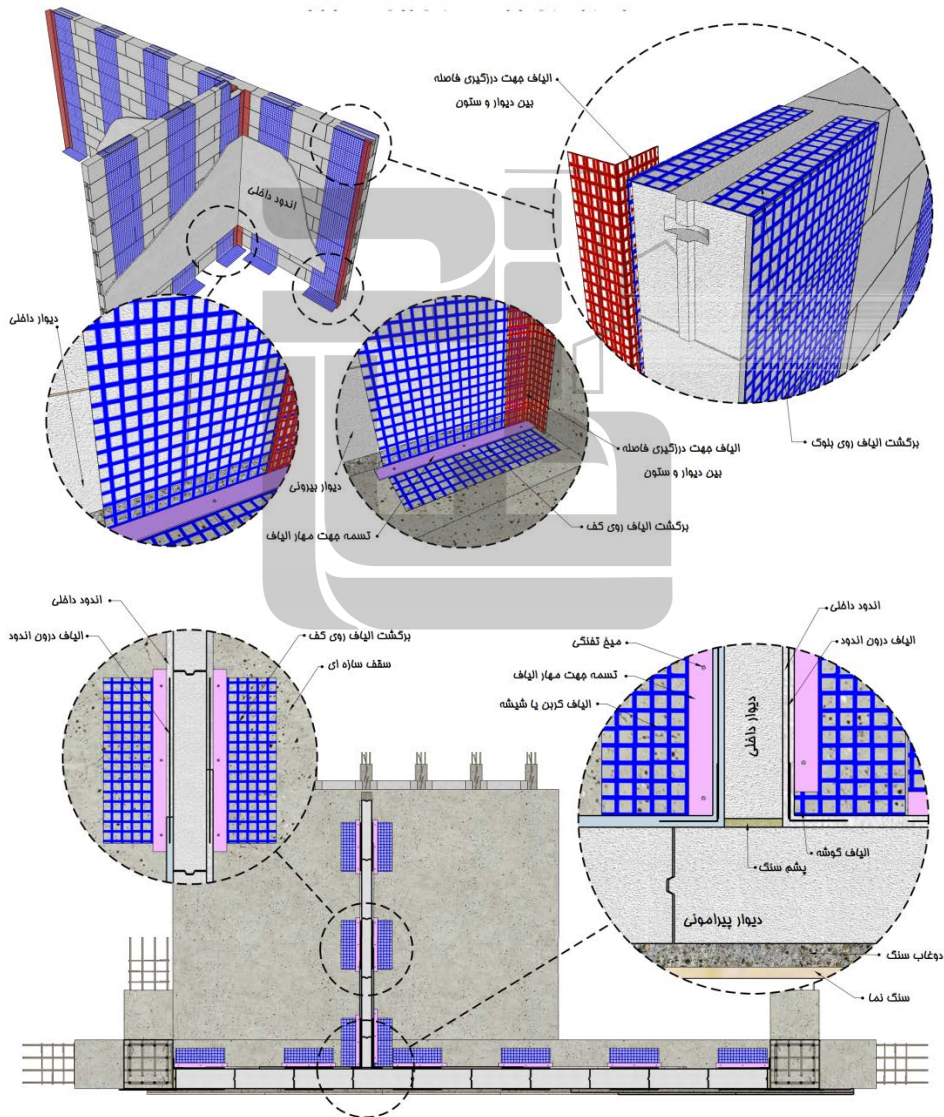 الیاف جهت درزگیری فاصله
بین دیوار و ستون
اندود داخلی
دیوار داخلی
برگشت الیاف روی بلوک
الیاف جهت درزگیری فاصله
بین دیوار و ستون
دیوار بیرونی
برگشت الیاف روی کف
تسمه جهت مهار الیاف
اندود داخلی
الیاف درون اندود
برگشت الیاف روی کف
سقف سازه ای
اندود داخلی
میخ تفنگی
الیاف درون اندود
تسمه جهت مهار الیاف
الیاف کربن یا شیشه
دیوار داخلی
الیاف گوشه
پشم سنگ
دیوار پیرامونی
دوغاب سنگ
سنگ نما